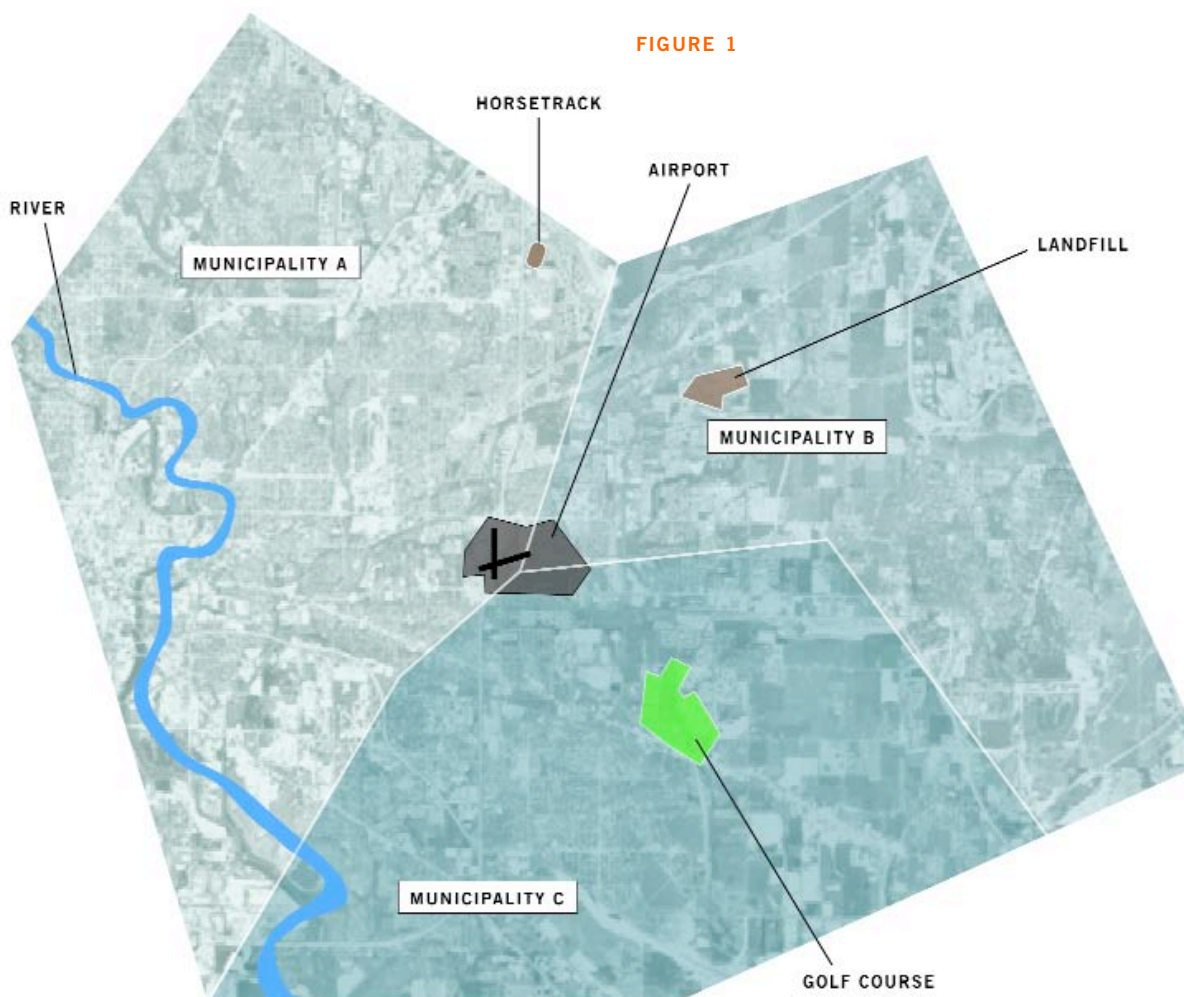 FIGURE 1
HORSETRACK
AIRPORT
RIVER
LANDFILL
MUNICIPALITY A
MUNICIPALITY B
MUNICIPALITY C
GOLF COURSE